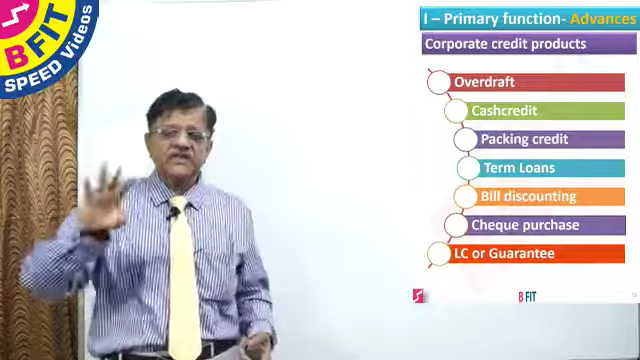 BFIT
SPEED Videos
I – Primary function- Advances
Corporate credit products
Overdraft
Cashcredit
Packing credit
Term Loans
Bill discounting
Cheque purchase
LC or Guarantee
BFIT